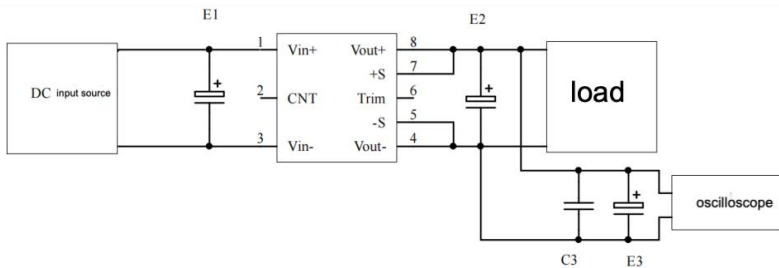 E1
E2
DC input source
1
Vin+
2
CNT
3
Vin-
Vout+
8
+S
7
Trim
6
-S
5
Vout-
4
load
oscilloscope
C3
E3
+
+
+